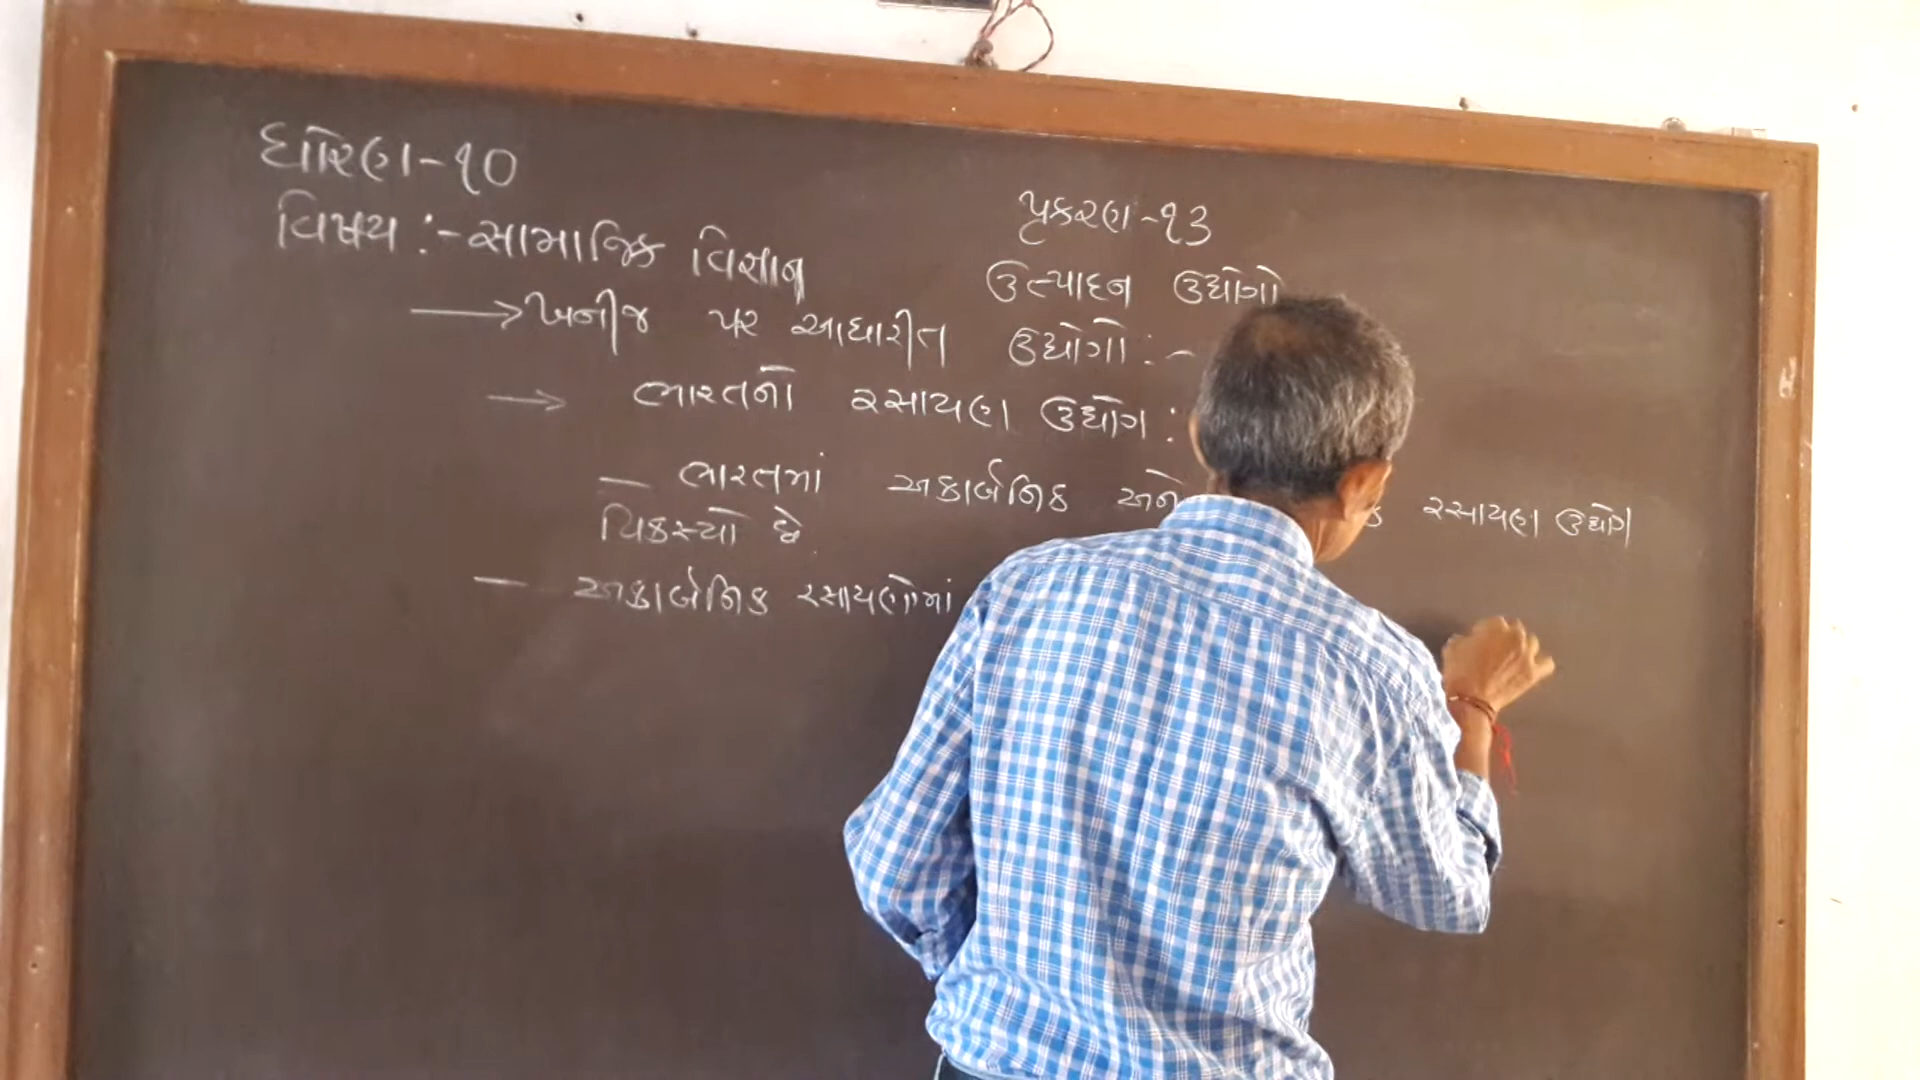 ધોરણ-૧૦
વિષય :- સામાજિક વિજ્ઞાન
પ્રકરણ-૧૩
ઉત્પાદન ઉદ્યોગો
→ ખનીજ પર આધારીત ઉદ્યોગો :-
→ ભારતનો રસાયણ ઉદ્યોગ :
— ભારતમાં અકાર્બનિક અને રસાયણ ઉદ્યોગ
વિકસ્યો છે.
— અકાર્બનિક રસાયણોમાં